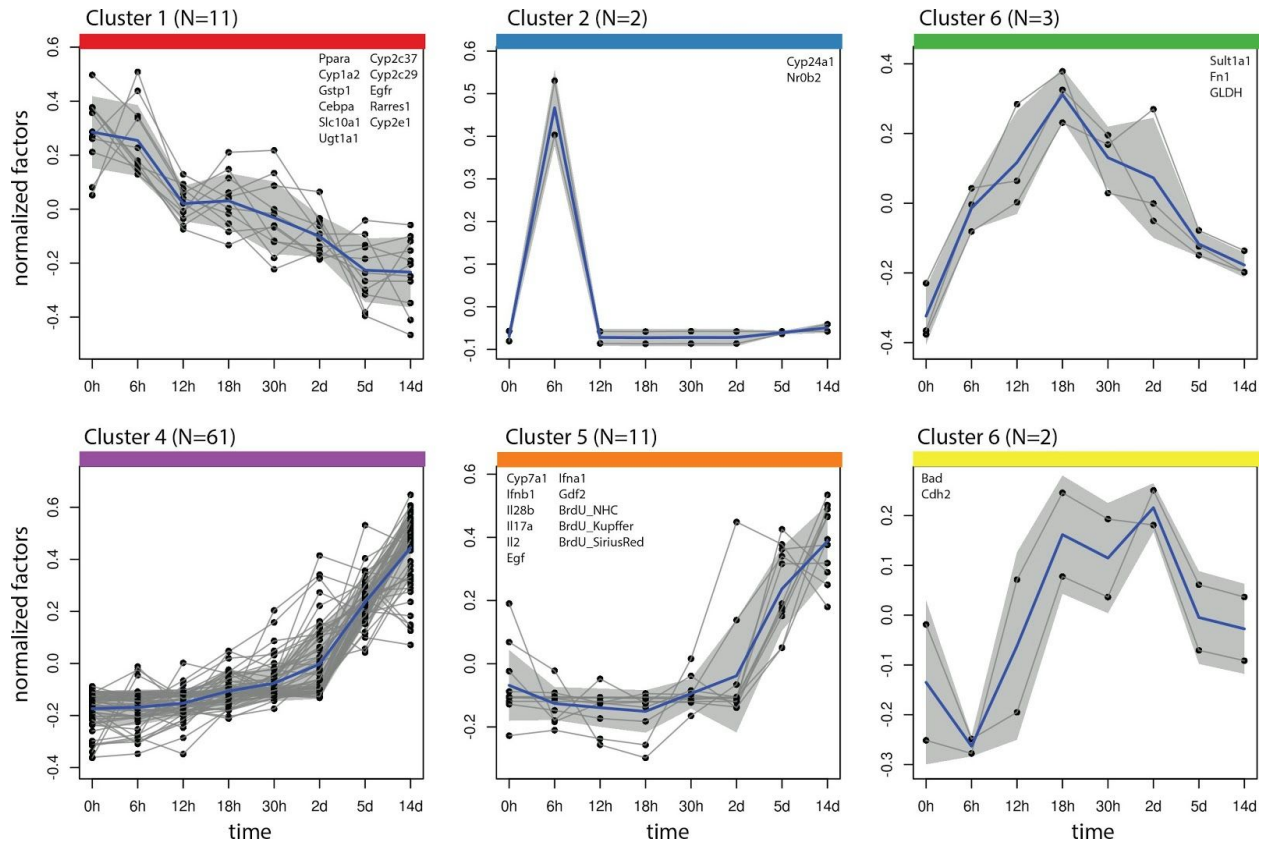 Cluster 1 (N=11)
Ppara Cyp2c37
Cyp1a2 Cyp2c29
Gstp1 Egfr
Cebpa Rarres1
Slc10a1 Cyp2e1
Ugt1a1
normalized factors
0.6
0.4
0.2
0.0
-0.2
-0.4
0h 6h 12h 18h 30h 2d 5d 14d
Cluster 2 (N=2)
Cyp24a1
Nr0b2
0.6
0.5
0.4
0.3
0.2
0.1
0.0
-0.1
0h 6h 12h 18h 30h 2d 5d 14d
Cluster 6 (N=3)
Sult1a1
Fn1
GLDH
0.4
0.2
0.0
-0.2
-0.4
0h 6h 12h 18h 30h 2d 5d 14d
Cluster 4 (N=61)
normalized factors
0.6
0.4
0.2
0.0
-0.2
-0.4
0h 6h 12h 18h 30h 2d 5d 14d
time
Cluster 5 (N=11)
Cyp7a1 Ifna1
Ifnb1 Gdf2
Il28b BrdU_NHC
Il17a BrdU_Kupffer
Il2 BrdU_SiriusRed
Egf
0.6
0.4
0.2
0.0
-0.2
0h 6h 12h 18h 30h 2d 5d 14d
time
Cluster 6 (N=2)
Bad
Cdh2
0.2
0.1
0.0
-0.1
-0.2
-0.3
0h 6h 12h 18h 30h 2d 5d 14d
time